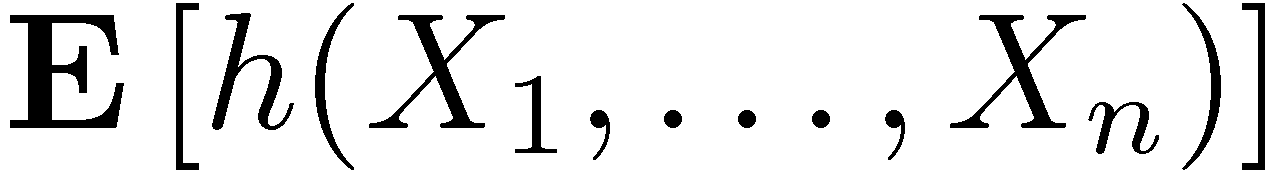 𝐄 [h(X₁, . . . , Xₙ)]